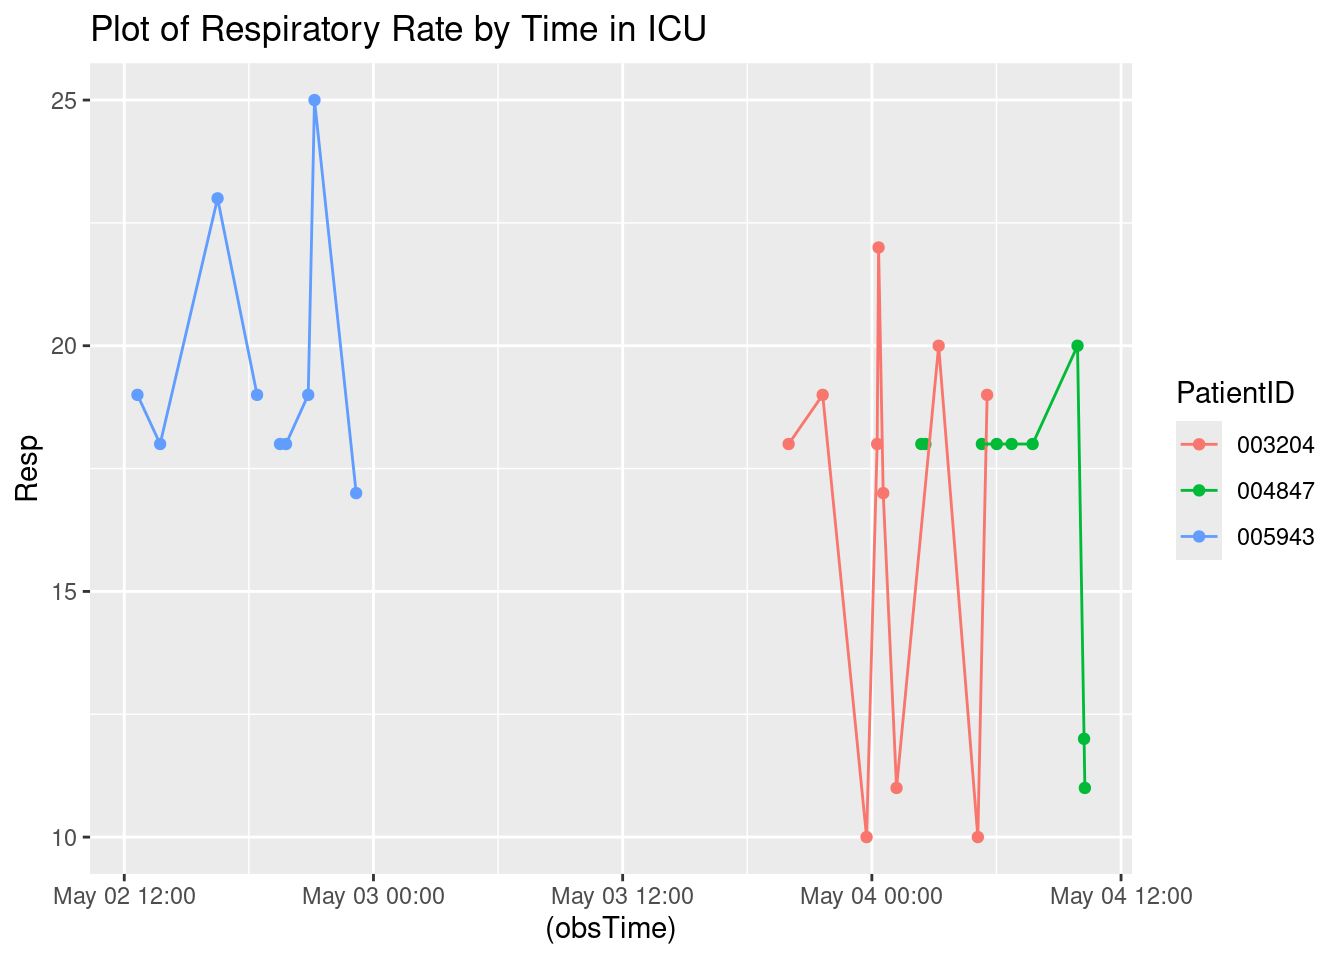 Plot of Respiratory Rate by Time in ICU
25
20
15
10
Resp
May 02 12:00
May 03 00:00
May 03 12:00
May 04 00:00
May 04 12:00
(obsTime)
PatientID
003204
004847
005943